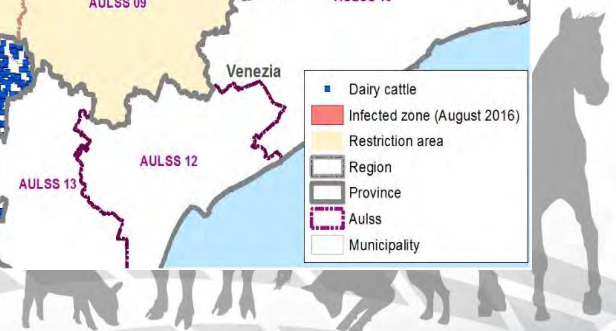 AULSS 09
Venezia
AULSS 12
AULSS 13
Dairy cattle
Infected zone (August 2016)
Restriction area
Region
Province
Aulss
Municipality